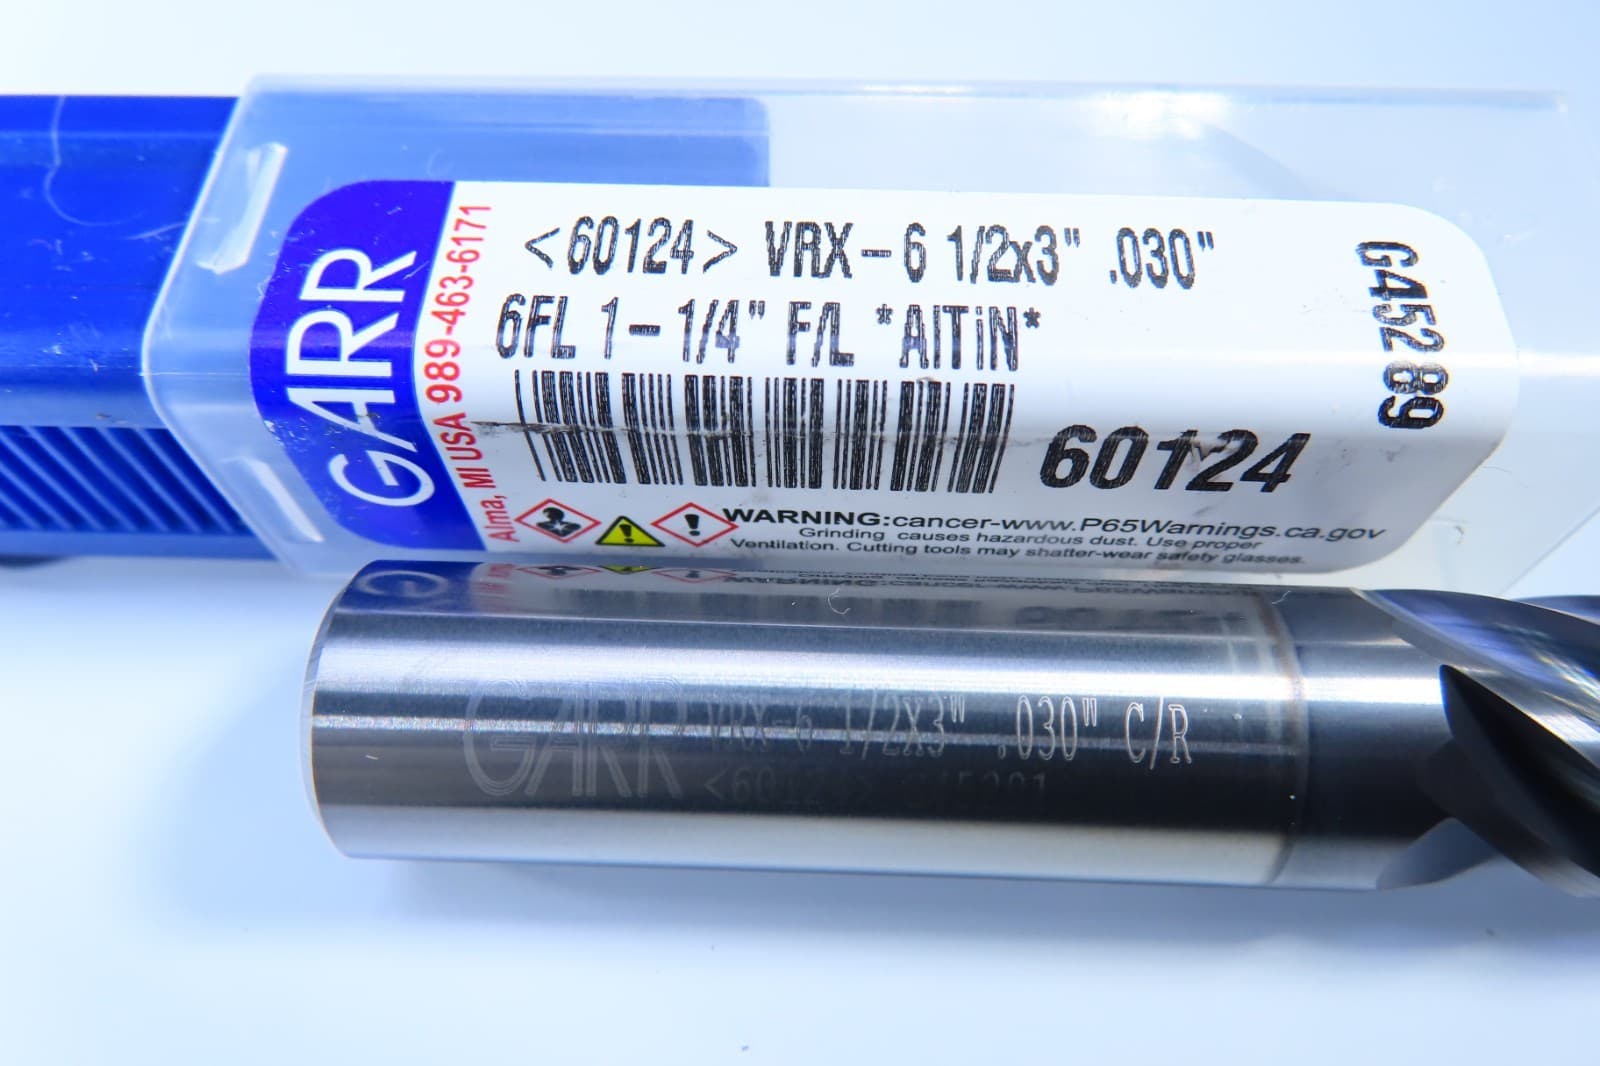 GARR
Alma, MI USA 989-463-6171
<60124> VRX-6 1/2x3" .030"
6FL 1-1/4" F/L *AlTiN*
60124
G45289
WARNING:cancer-www.P65Warnings.ca.gov
Grinding causes hazardous dust. Use proper
Ventilation. Cutting tools may shatter-wear safety glasses.
GARR VRX-6 1/2X3" .030" C/R